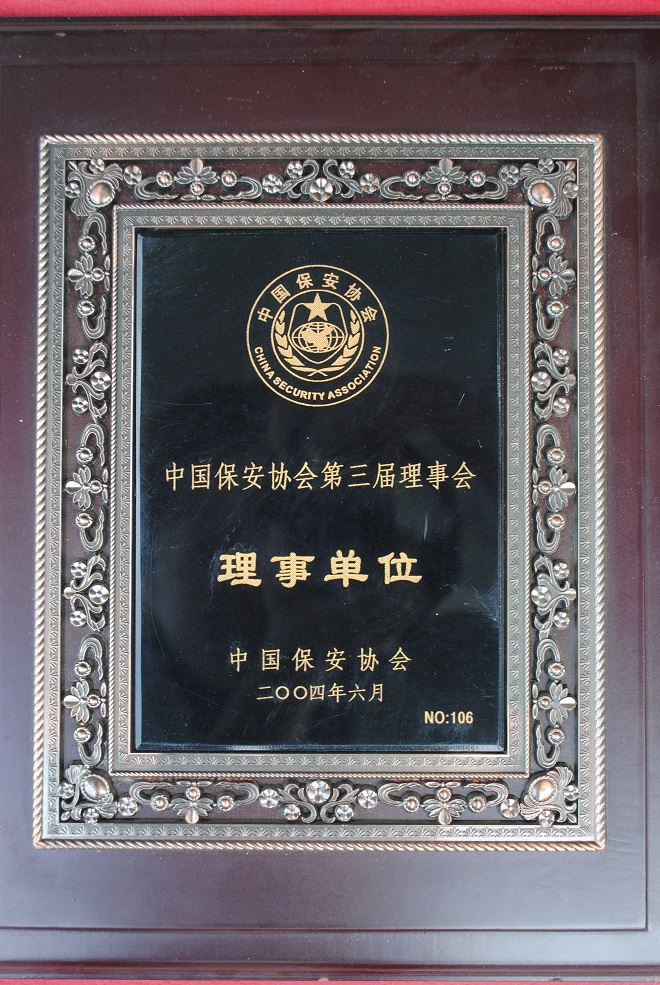 中国保安协会
CHINA SECURITY ASSOCIATION
中国保安协会第三届理事会
理事单位
中国保安协会
二〇〇四年六月
NO:106